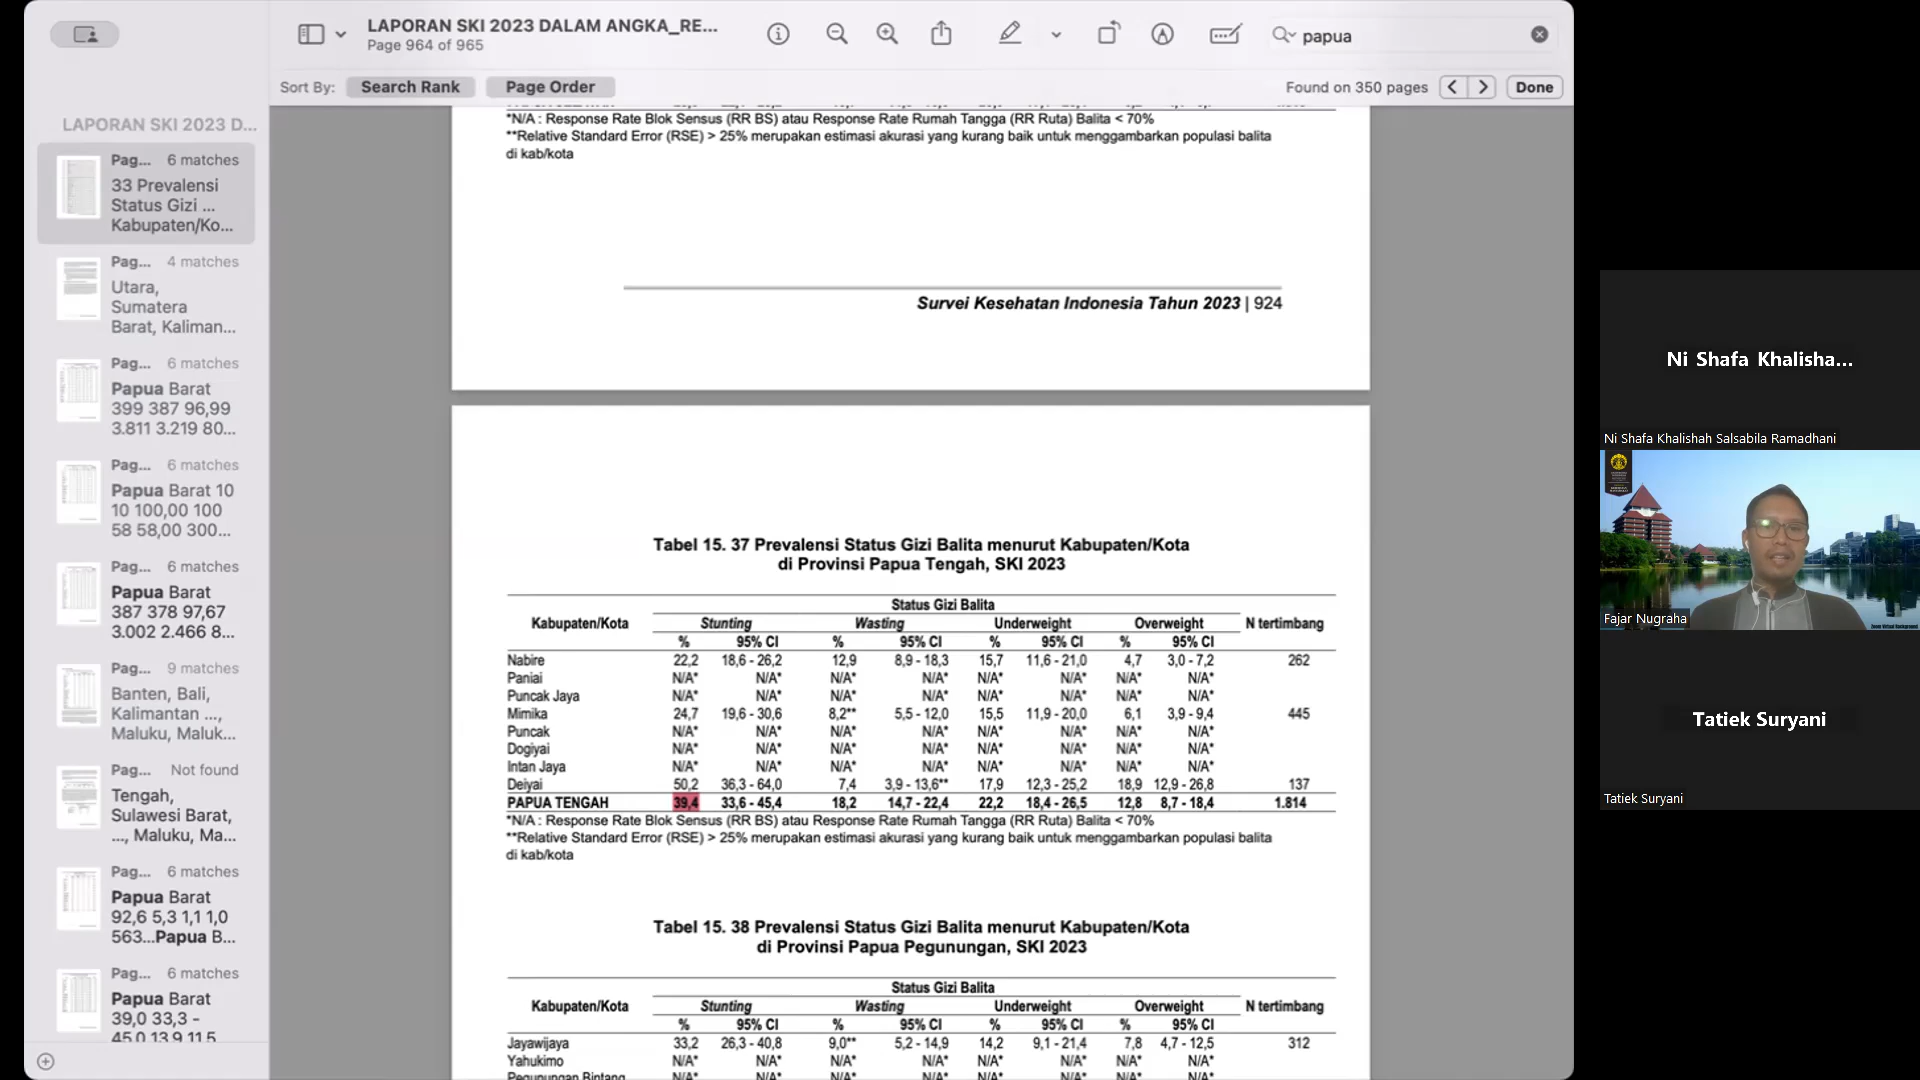 LAPORAN SKI 2023 DALAM ANGKA_RE...
Page 964 of 965
papua
Sort By: Search Rank Page Order
Found on 350 pages
Done
LAPORAN SKI 2023 D...
Pag... 6 matches
33 Prevalensi
Status Gizi ...
Kabupaten/Ko...
Pag... 4 matches
Utara,
Sumatera
Barat, Kaliman...
Pag... 6 matches
Papua Barat
399 387 96,99
3.811 3.219 80...
Pag... 6 matches
Papua Barat 10
10 100,00 100
58 58,00 300...
Pag... 6 matches
Papua Barat
387 378 97,67
3.002 2.466 8...
Pag... 9 matches
Banten, Bali,
Kalimantan ...,
Maluku, Maluk...
Pag... Not found
Tengah,
Sulawesi Barat,
..., Maluku, Ma...
Pag... 6 matches
Papua Barat
92,6 5,3 1,1 1,0
563...Papua B...
Pag... 6 matches
Papua Barat
39,0 33,3 -
45,0 13,9 11,5
*N/A : Response Rate Blok Sensus (RR BS) atau Response Rate Rumah Tangga (RR Ruta) Balita < 70%
**Relative Standard Error (RSE) > 25% merupakan estimasi akurasi yang kurang baik untuk menggambarkan populasi balita
di kab/kota
Survei Kesehatan Indonesia Tahun 2023 | 924
Tabel 15. 37 Prevalensi Status Gizi Balita menurut Kabupaten/Kota
di Provinsi Papua Tengah, SKI 2023
Status Gizi Balita
Kabupaten/Kota Stunting Wasting Underweight Overweight N tertimbang
% 95% CI % 95% CI % 95% CI % 95% CI
Nabire 22,2 18,6 - 26,2 12,9 8,9 - 18,3 15,7 11,6 - 21,0 4,7 3,0 - 7,2 262
Paniai N/A* N/A* N/A* N/A* N/A* N/A* N/A* N/A*
Puncak Jaya N/A* N/A* N/A* N/A* N/A* N/A* N/A* N/A*
Mimika 24,7 19,6 - 30,6 8,2** 5,5 - 12,0 15,5 11,9 - 20,0 6,1 3,9 - 9,4 445
Puncak N/A* N/A* N/A* N/A* N/A* N/A* N/A* N/A*
Dogiyai N/A* N/A* N/A* N/A* N/A* N/A* N/A* N/A*
Intan Jaya N/A* N/A* N/A* N/A* N/A* N/A* N/A* N/A*
Deiyai 50,2 36,3 - 64,0 7,4 3,9 - 13,6** 17,9 12,3 - 25,2 18,9 12,9 - 26,8 137
PAPUA TENGAH 39,4 33,6 - 45,4 18,2 14,7 - 22,4 22,2 18,4 - 26,5 12,8 8,7 - 18,4 1.814
*N/A : Response Rate Blok Sensus (RR BS) atau Response Rate Rumah Tangga (RR Ruta) Balita < 70%
**Relative Standard Error (RSE) > 25% merupakan estimasi akurasi yang kurang baik untuk menggambarkan populasi balita
di kab/kota
Tabel 15. 38 Prevalensi Status Gizi Balita menurut Kabupaten/Kota
di Provinsi Papua Pegunungan, SKI 2023
Status Gizi Balita
Kabupaten/Kota Stunting Wasting Underweight Overweight N tertimbang
% 95% CI % 95% CI % 95% CI % 95% CI
Jayawijaya 33,2 26,3 - 40,8 9,0** 5,2 - 14,9 14,2 9,1 - 21,4 7,8 4,7 - 12,5 312
Yahukimo N/A* N/A* N/A* N/A* N/A* N/A* N/A* N/A*
Pegunungan Bintang N/A* N/A* N/A* N/A* N/A* N/A* N/A* N/A*
Ni Shafa Khalisha...
Ni Shafa Khalishah Salsabila Ramadhani
Fajar Nugraha
Zoom Virtual Background
Tatiek Suryani
Tatiek Suryani